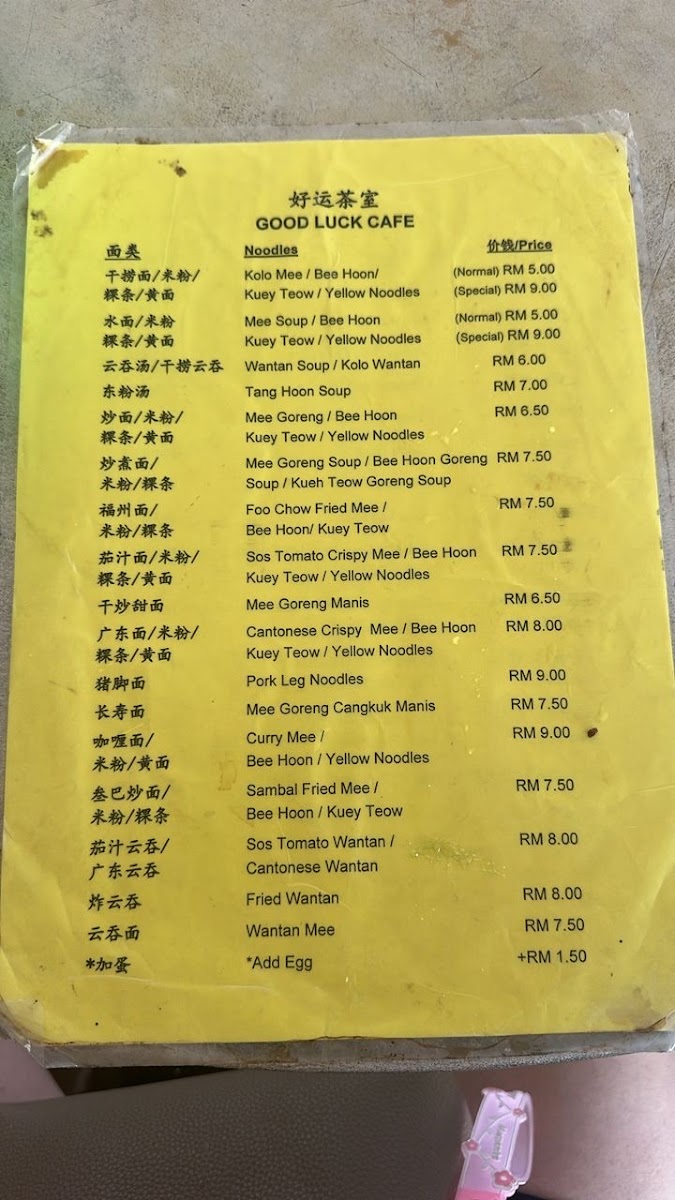 好运茶室
GOOD LUCK CAFE
面类 Noodles 价钱/Price
干捞面/米粉/ Kolo Mee / Bee Hoon/ (Normal) RM 5.00
粿条/黄面 Kuey Teow / Yellow Noodles (Special) RM 9.00
水面/米粉 Mee Soup / Bee Hoon (Normal) RM 5.00
粿条/黄面 Kuey Teow / Yellow Noodles (Special) RM 9.00
云吞汤/干捞云吞 Wantan Soup / Kolo Wantan RM 6.00
东粉汤 Tang Hoon Soup RM 7.00
炒面/米粉/ Mee Goreng / Bee Hoon RM 6.50
粿条/黄面 Kuey Teow / Yellow Noodles
炒煮面/ Mee Goreng Soup / Bee Hoon Goreng RM 7.50
米粉/粿条 Soup / Kueh Teow Goreng Soup
福州面/ Foo Chow Fried Mee / RM 7.50
米粉/粿条 Bee Hoon/ Kuey Teow
茄汁面/米粉/ Sos Tomato Crispy Mee / Bee Hoon RM 7.50
粿条/黄面 Kuey Teow / Yellow Noodles
干炒甜面 Mee Goreng Manis RM 6.50
广东面/米粉/ Cantonese Crispy Mee / Bee Hoon RM 8.00
粿条/黄面 Kuey Teow / Yellow Noodles
猪脚面 Pork Leg Noodles RM 9.00
长寿面 Mee Goreng Cangkuk Manis RM 7.50
咖喱面/ Curry Mee / RM 9.00
米粉/黄面 Bee Hoon / Yellow Noodles
叁巴炒面/ Sambal Fried Mee / RM 7.50
米粉/粿条 Bee Hoon / Kuey Teow
茄汁云吞/ Sos Tomato Wantan / RM 8.00
广东云吞 Cantonese Wantan
炸云吞 Fried Wantan RM 8.00
云吞面 Wantan Mee RM 7.50
*加蛋 *Add Egg +RM 1.50